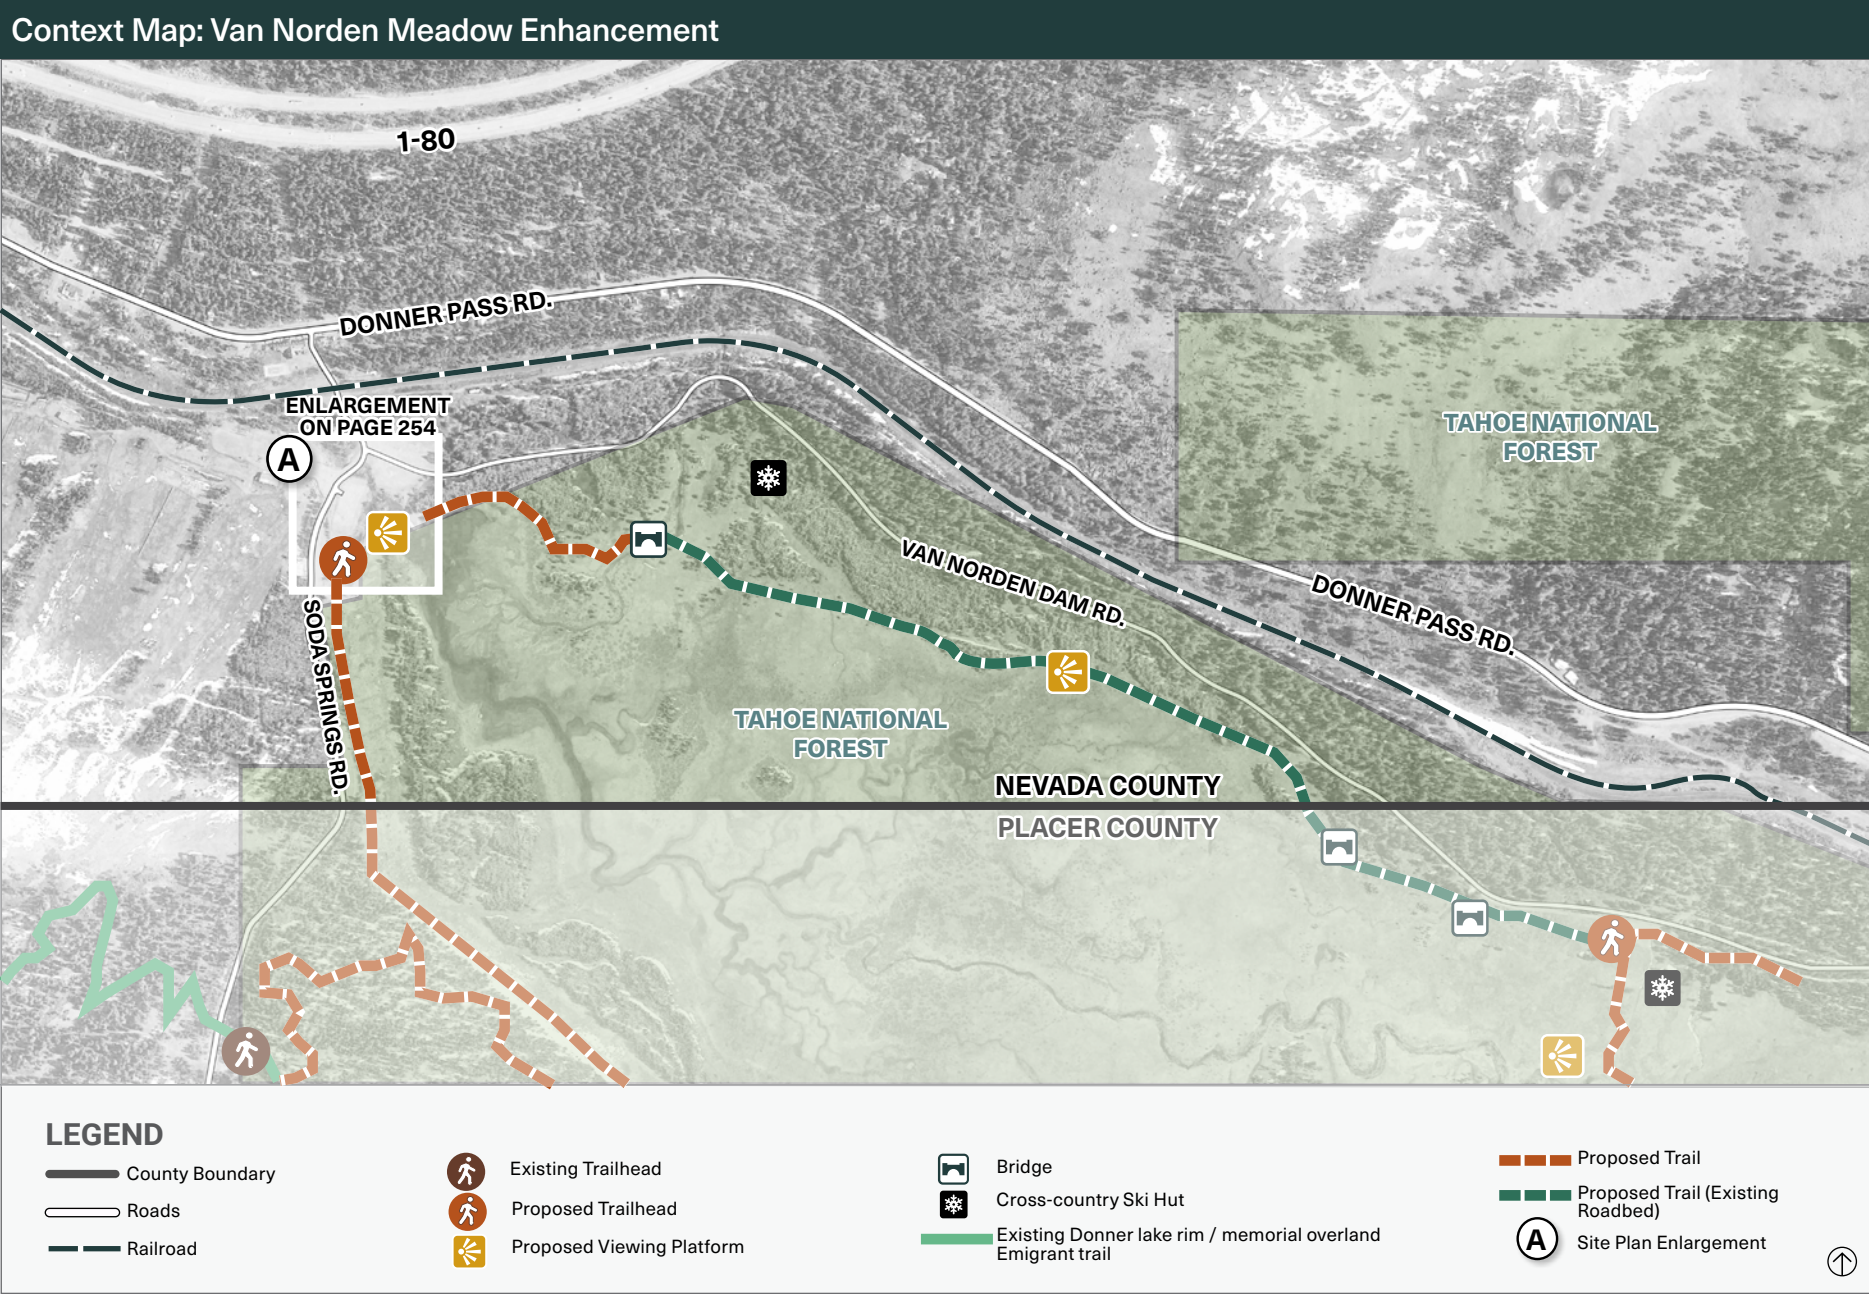 Context Map: Van Norden Meadow Enhancement
1-80
DONNER PASS RD.
ENLARGEMENT
ON PAGE 254
A
TAHOE NATIONAL
FOREST
VAN NORDEN DAM RD.
DONNER PASS RD.
SODA SPRINGS RD.
TAHOE NATIONAL
FOREST
NEVADA COUNTY
PLACER COUNTY
LEGEND
County Boundary
Roads
Railroad
Existing Trailhead
Proposed Trailhead
Proposed Viewing Platform
Bridge
Cross-country Ski Hut
Existing Donner lake rim / memorial overland
Emigrant trail
Proposed Trail
Proposed Trail (Existing
Roadbed)
A
Site Plan Enlargement